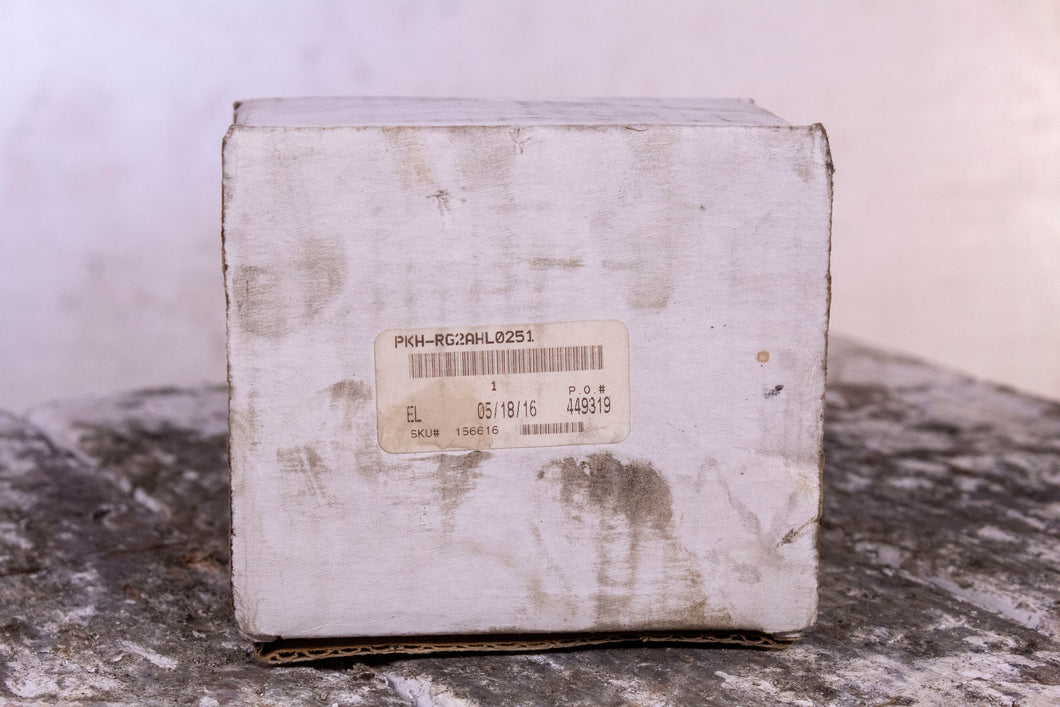 PKH-RG2AHL0251
1
P.O.#
EL 05/18/16 449319
SKU# 156616